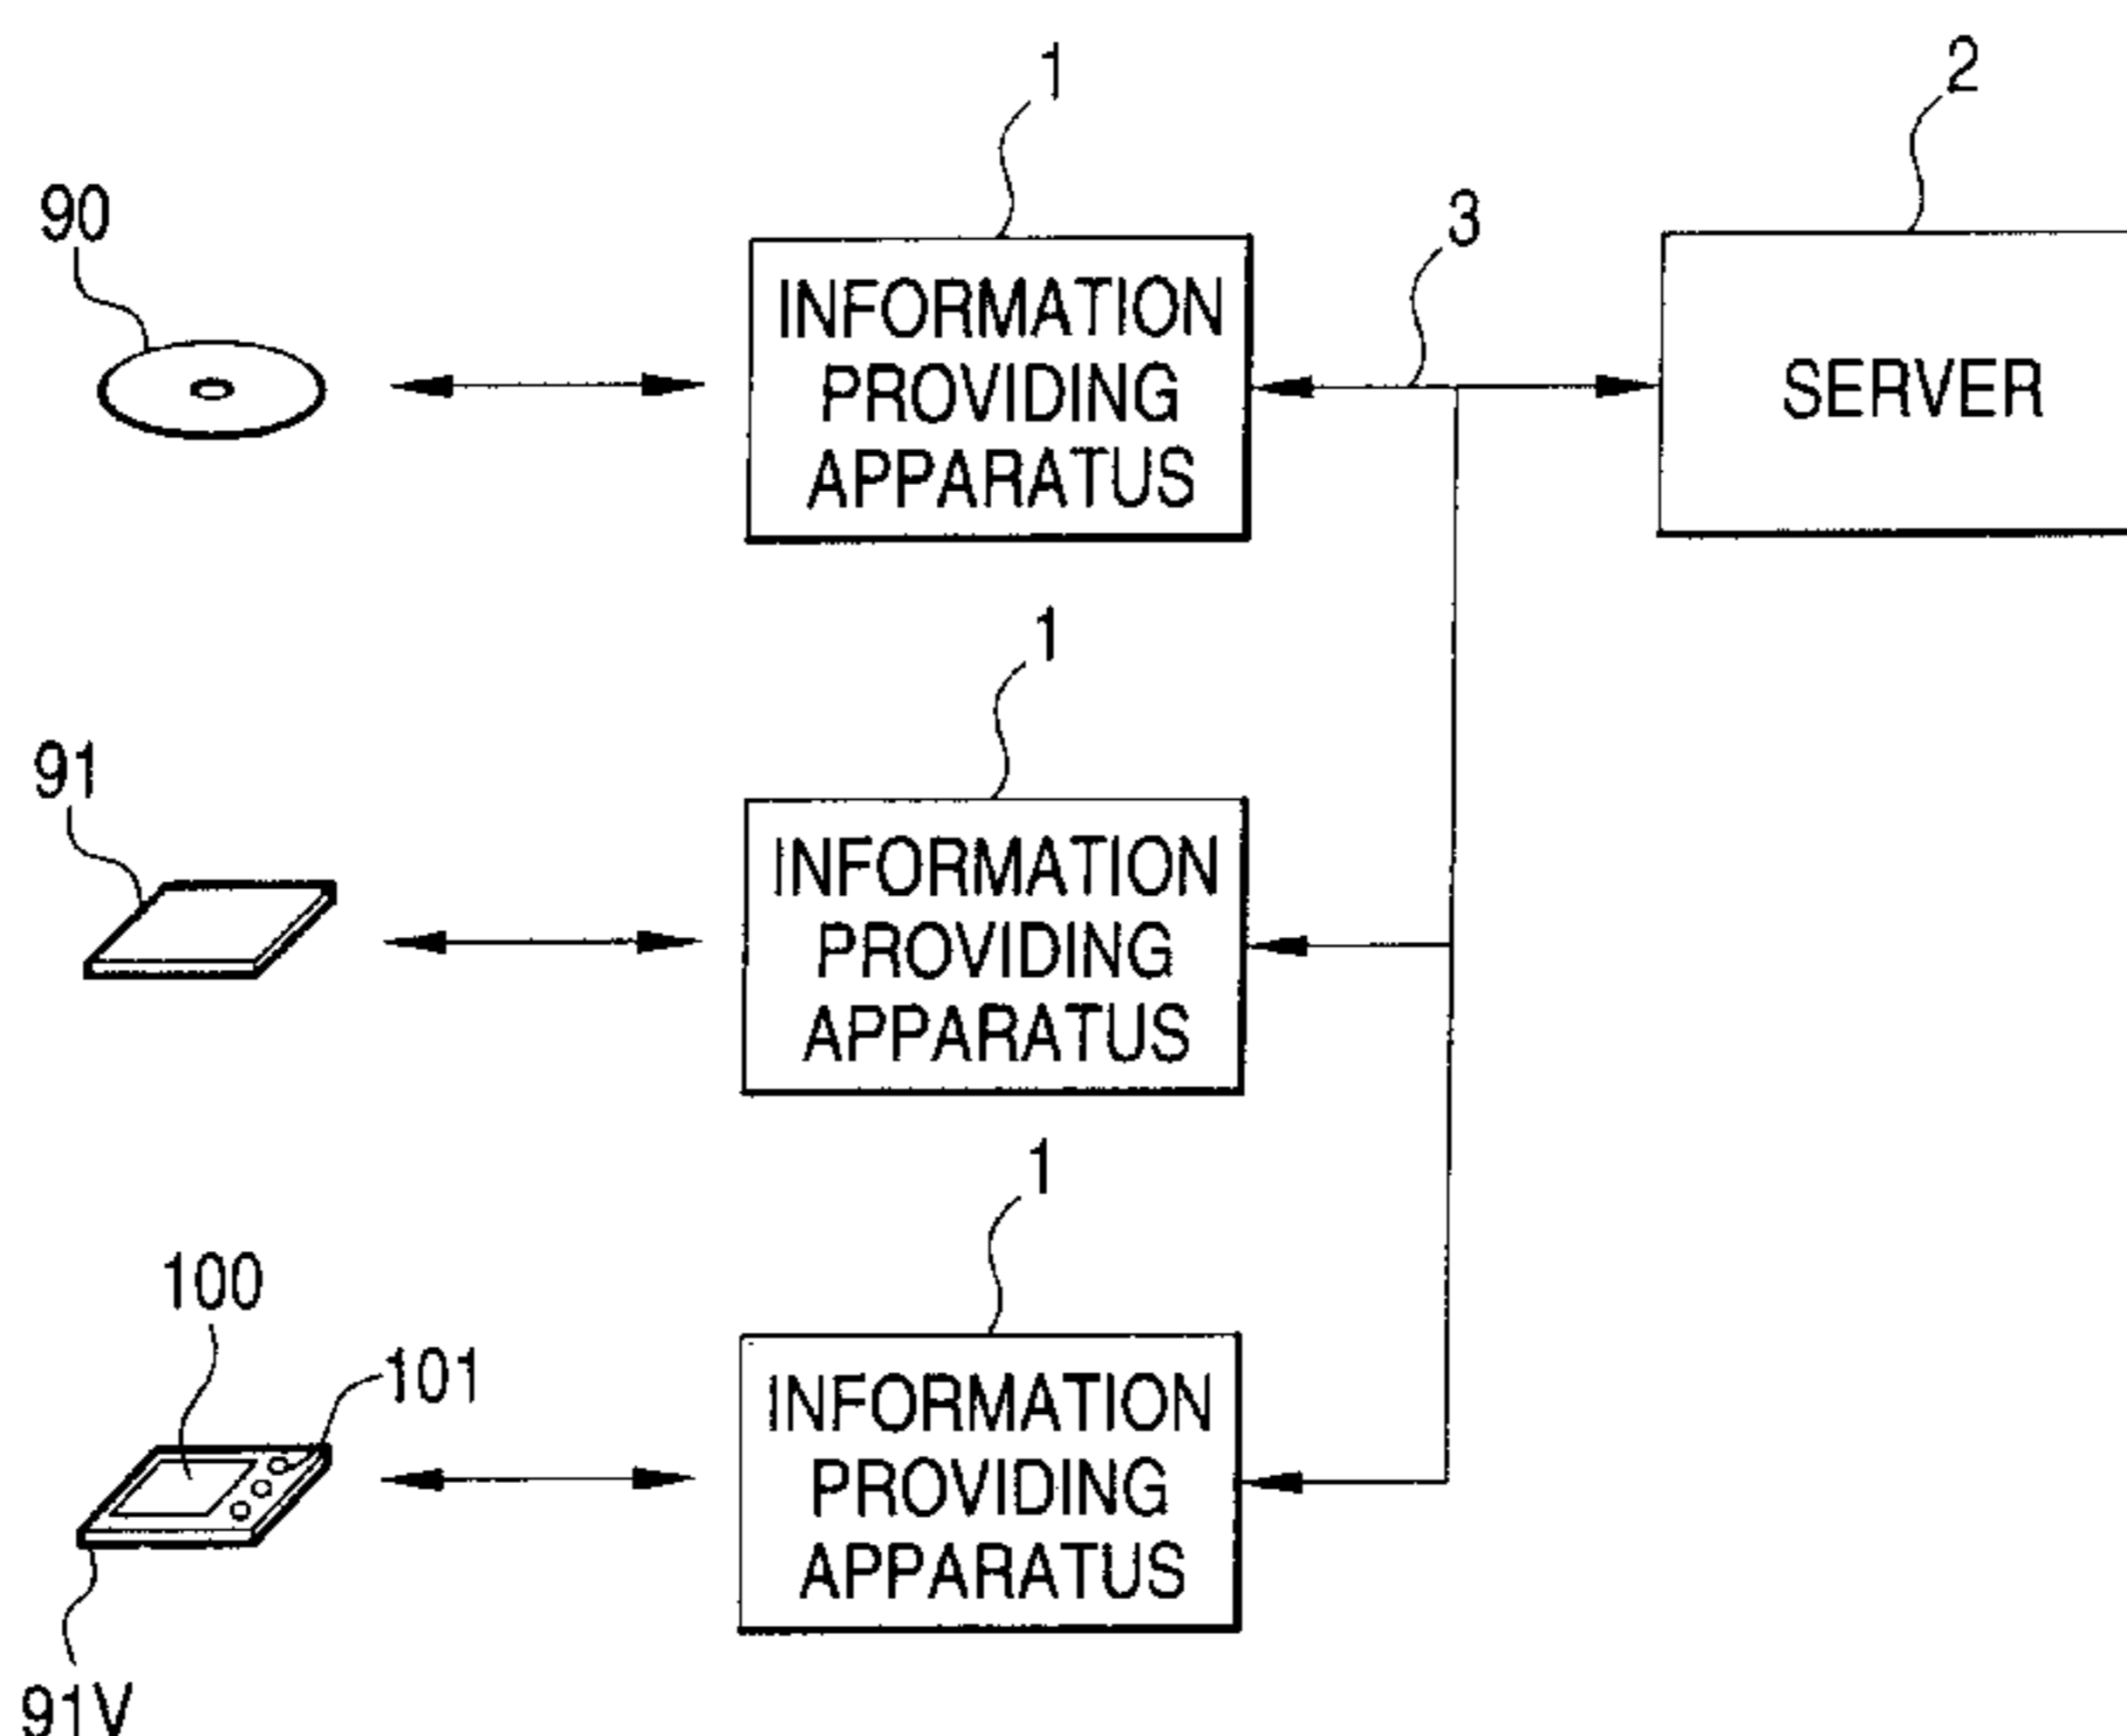 1
2
90
3
INFORMATION
PROVIDING
APPARATUS
SERVER
1
91
INFORMATION
PROVIDING
APPARATUS
1
100
101
INFORMATION
PROVIDING
APPARATUS
91V